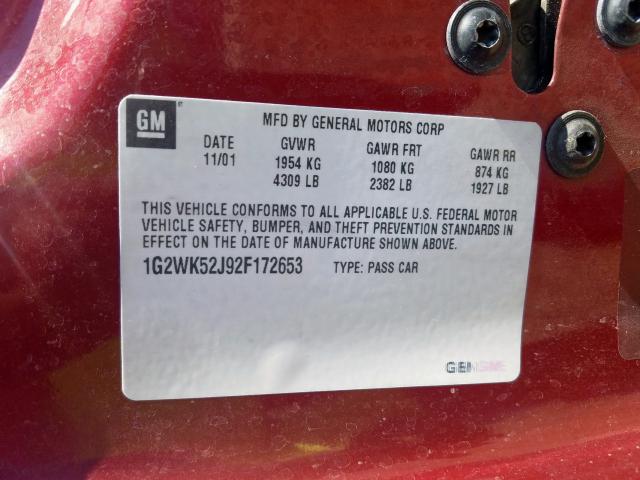 GM
MFD BY GENERAL MOTORS CORP
DATE GVWR GAWR FRT GAWR RR
11/01 1954 KG 1080 KG 874 KG
4309 LB 2382 LB 1927 LB
THIS VEHICLE CONFORMS TO ALL APPLICABLE U.S. FEDERAL MOTOR
VEHICLE SAFETY, BUMPER, AND THEFT PREVENTION STANDARDS IN
EFFECT ON THE DATE OF MANUFACTURE SHOWN ABOVE.
1G2WK52J92F172653 TYPE: PASS CAR